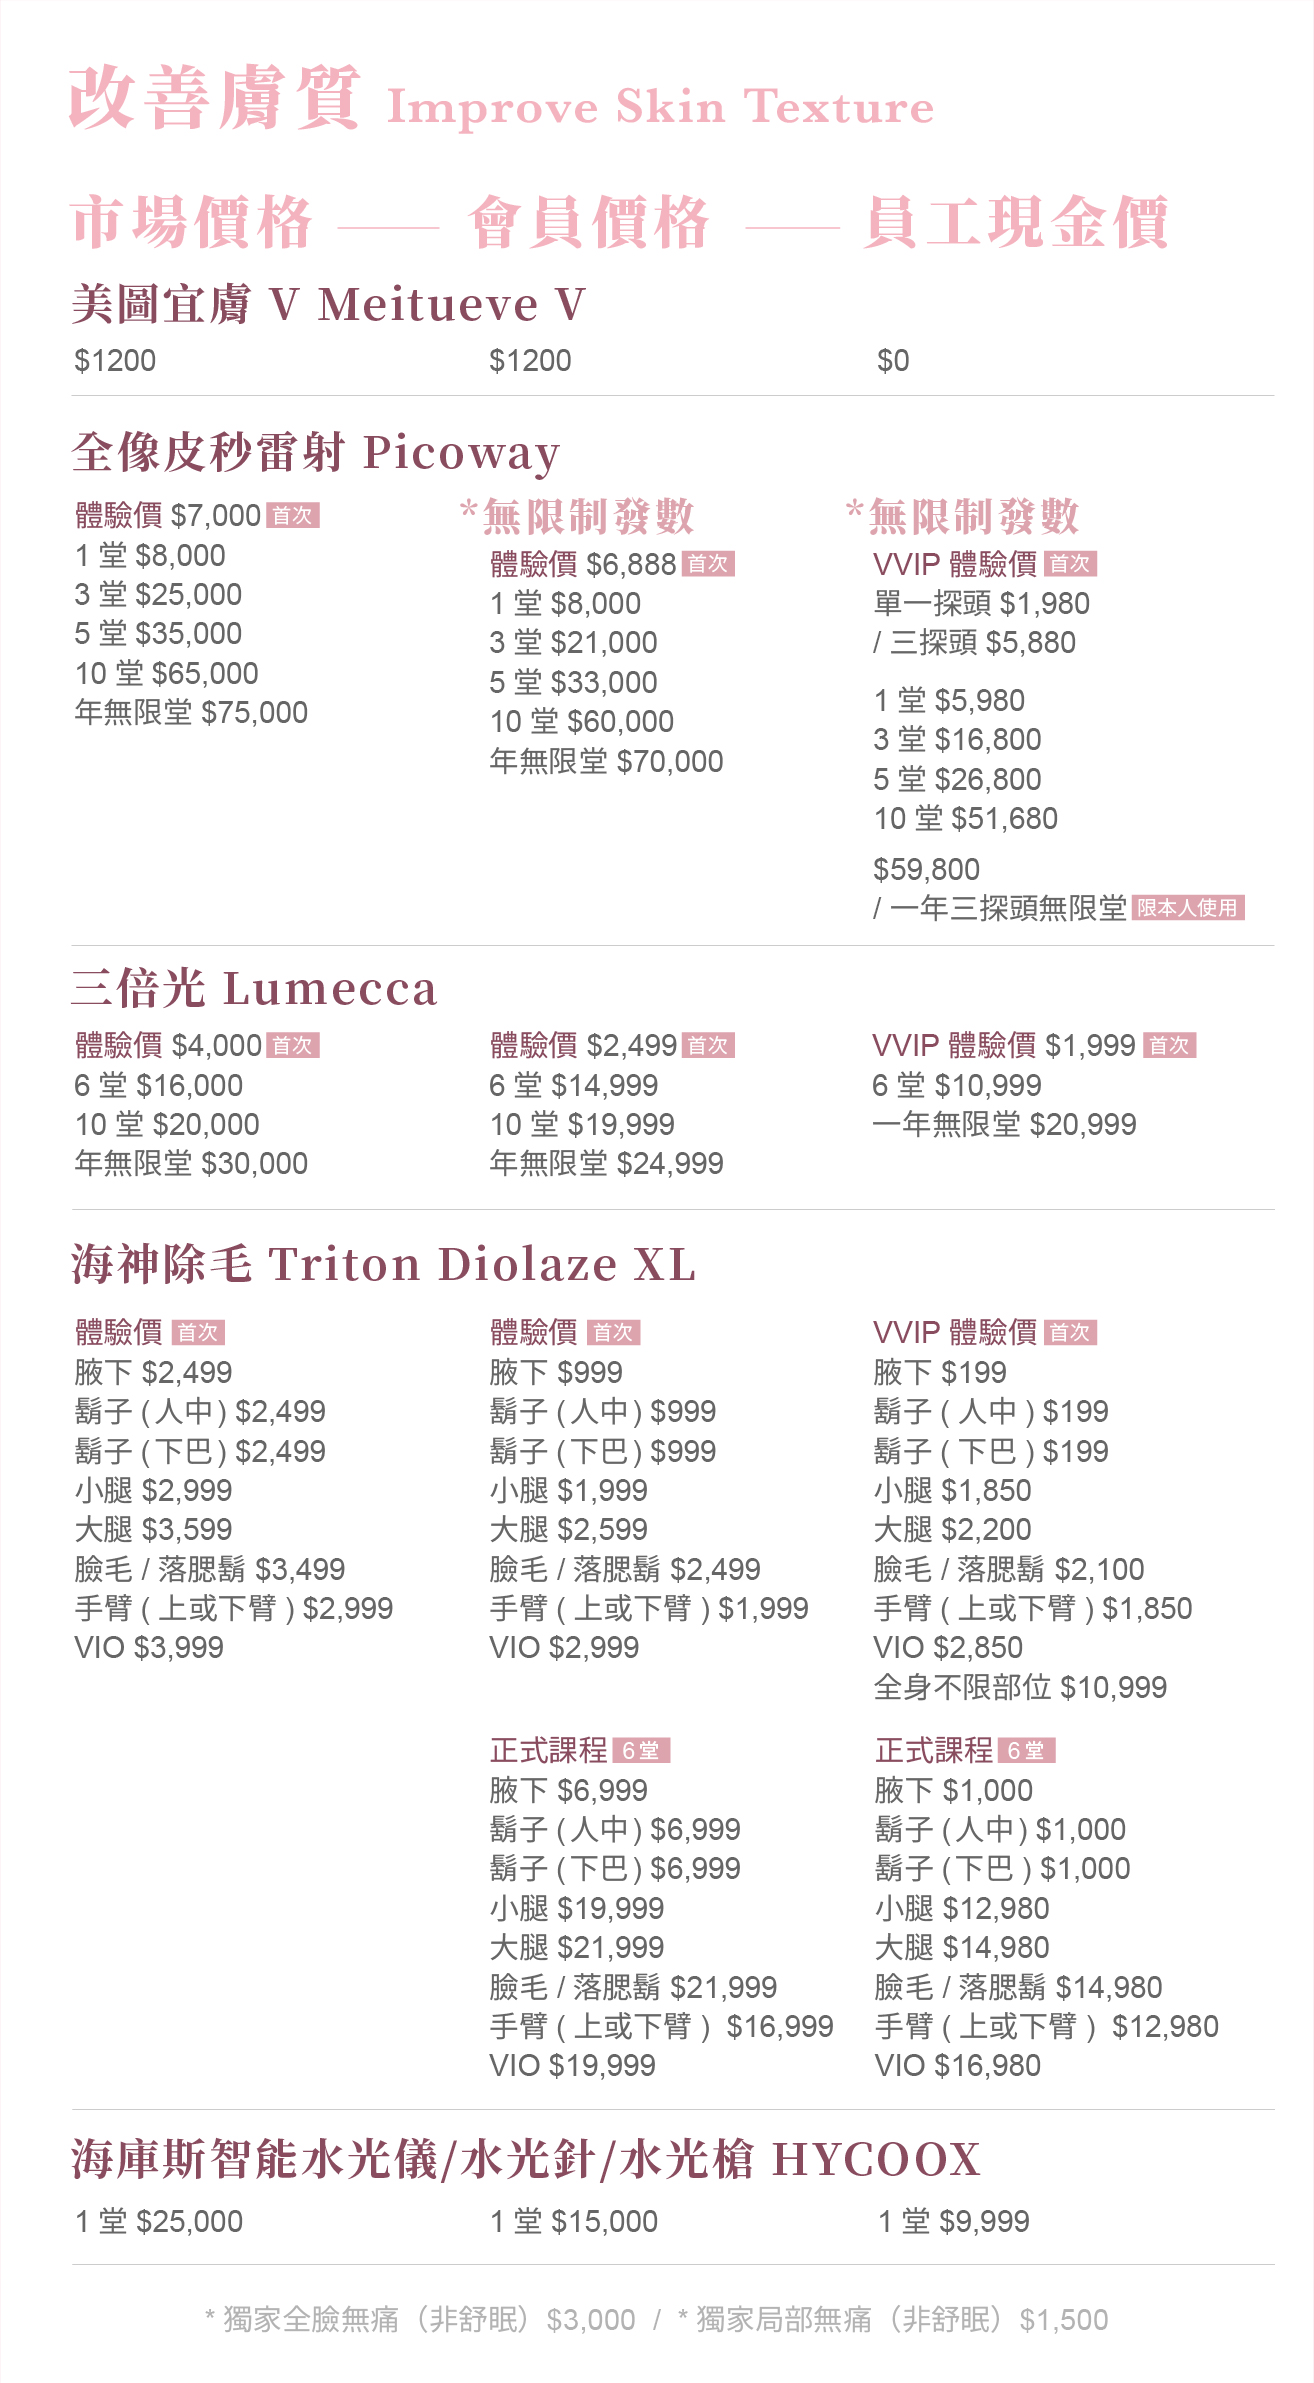 改善膚質 Improve Skin Texture
市場價格 —— 會員價格 —— 員工現金價
美圖宜膚 V Meitueve V
$1200 $1200 $0
全像皮秒雷射 Picoway
體驗價 $7,000 首次
1 堂 $8,000
3 堂 $25,000
5 堂 $35,000
10 堂 $65,000
年無限堂 $75,000
*無限制發數
體驗價 $6,888 首次
1 堂 $8,000
3 堂 $21,000
5 堂 $33,000
10 堂 $60,000
年無限堂 $70,000
*無限制發數
VVIP 體驗價 首次
單一探頭 $1,980
/ 三探頭 $5,880
1 堂 $5,980
3 堂 $16,800
5 堂 $26,800
10 堂 $51,680
$59,800
/ 一年三探頭無限堂 限本人使用
三倍光 Lumecca
體驗價 $4,000 首次
6 堂 $16,000
10 堂 $20,000
年無限堂 $30,000
體驗價 $2,499 首次
6 堂 $14,999
10 堂 $19,999
年無限堂 $24,999
VVIP 體驗價 $1,999 首次
6 堂 $10,999
一年無限堂 $20,999
海神除毛 Triton Diolaze XL
體驗價 首次
腋下 $2,499
鬍子 (人中) $2,499
鬍子 (下巴) $2,499
小腿 $2,999
大腿 $3,599
臉毛 / 落腮鬍 $3,499
手臂 ( 上或下臂 ) $2,999
VIO $3,999
體驗價 首次
腋下 $999
鬍子 (人中) $999
鬍子 (下巴) $999
小腿 $1,999
大腿 $2,599
臉毛 / 落腮鬍 $2,499
手臂 ( 上或下臂 ) $1,999
VIO $2,999
正式課程 6 堂
腋下 $6,999
鬍子 (人中) $6,999
鬍子 (下巴) $6,999
小腿 $19,999
大腿 $21,999
臉毛 / 落腮鬍 $21,999
手臂 ( 上或下臂 ) $16,999
VIO $19,999
VVIP 體驗價 首次
腋下 $199
鬍子 ( 人中 ) $199
鬍子 ( 下巴 ) $199
小腿 $1,850
大腿 $2,200
臉毛 / 落腮鬍 $2,100
手臂 ( 上或下臂 ) $1,850
VIO $2,850
全身不限部位 $10,999
正式課程 6 堂
腋下 $1,000
鬍子 (人中) $1,000
鬍子 (下巴 ) $1,000
小腿 $12,980
大腿 $14,980
臉毛 / 落腮鬍 $14,980
手臂 ( 上或下臂 ) $12,980
VIO $16,980
海庫斯智能水光儀/水光針/水光槍 HYCOOX
1 堂 $25,000 1 堂 $15,000 1 堂 $9,999
* 獨家全臉無痛（非舒眠）$3,000 / * 獨家局部無痛（非舒眠）$1,500